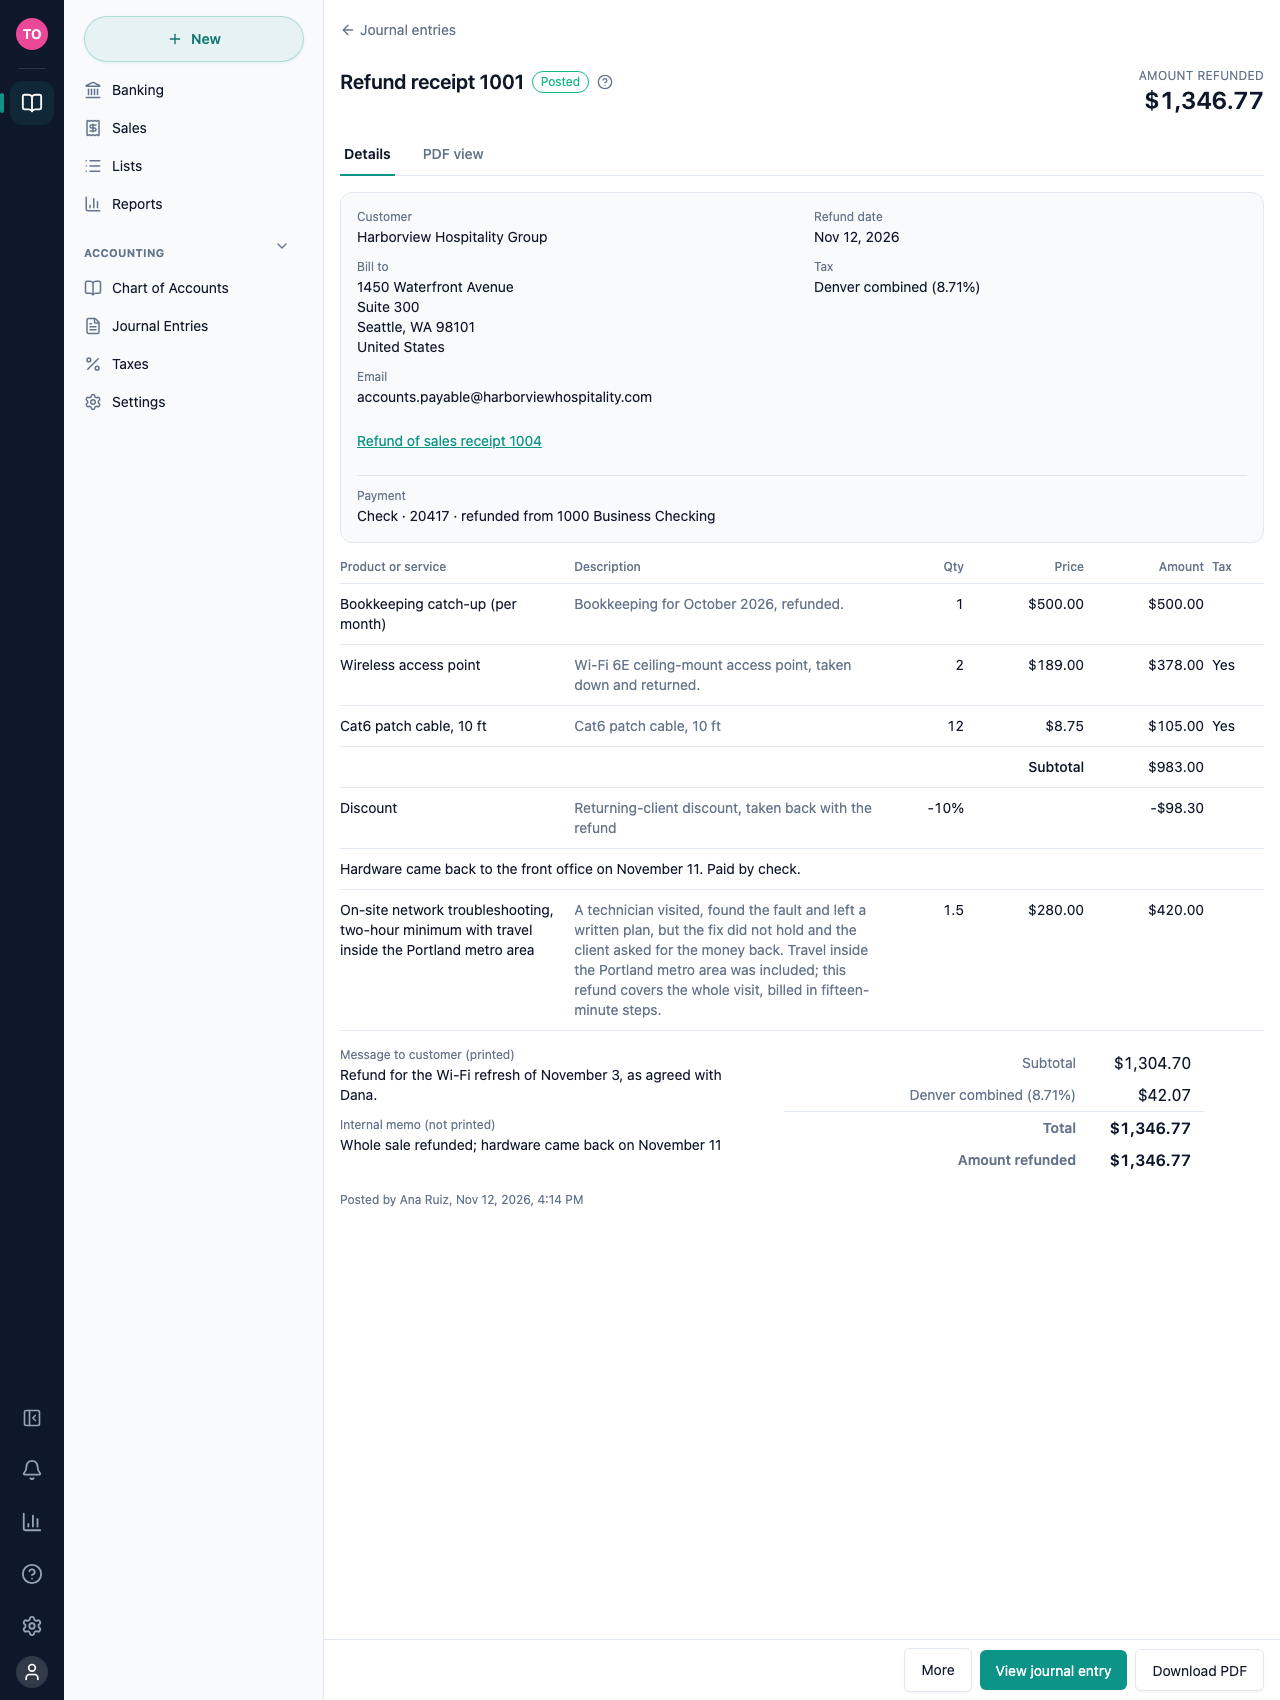 TO
New
Banking
Sales
Lists
Reports
ACCOUNTING
Chart of Accounts
Journal Entries
Taxes
Settings
Journal entries
Refund receipt 1001
Posted
AMOUNT REFUNDED
$1,346.77
Details
PDF view
Customer
Harborview Hospitality Group
Refund date
Nov 12, 2026
Bill to
1450 Waterfront Avenue
Suite 300
Seattle, WA 98101
United States
Tax
Denver combined (8.71%)
Email
accounts.payable@harborviewhospitality.com
Refund of sales receipt 1004
Payment
Check · 20417 · refunded from 1000 Business Checking
Product or service Description Qty Price Amount Tax
Bookkeeping catch-up (per Bookkeeping for October 2026, refunded. 1 $500.00 $500.00
month)
Wireless access point Wi-Fi 6E ceiling-mount access point, taken 2 $189.00 $378.00 Yes
down and returned.
Cat6 patch cable, 10 ft Cat6 patch cable, 10 ft 12 $8.75 $105.00 Yes
Subtotal $983.00
Discount Returning-client discount, taken back with the -10% -$98.30
refund
Hardware came back to the front office on November 11. Paid by check.
On-site network troubleshooting, A technician visited, found the fault and left a 1.5 $280.00 $420.00
two-hour minimum with travel written plan, but the fix did not hold and the
inside the Portland metro area client asked for the money back. Travel inside
the Portland metro area was included; this
refund covers the whole visit, billed in fifteen-
minute steps.
Message to customer (printed)
Refund for the Wi-Fi refresh of November 3, as agreed with
Dana.
Internal memo (not printed)
Whole sale refunded; hardware came back on November 11
Subtotal $1,304.70
Denver combined (8.71%) $42.07
Total $1,346.77
Amount refunded $1,346.77
Posted by Ana Ruiz, Nov 12, 2026, 4:14 PM
More
View journal entry
Download PDF